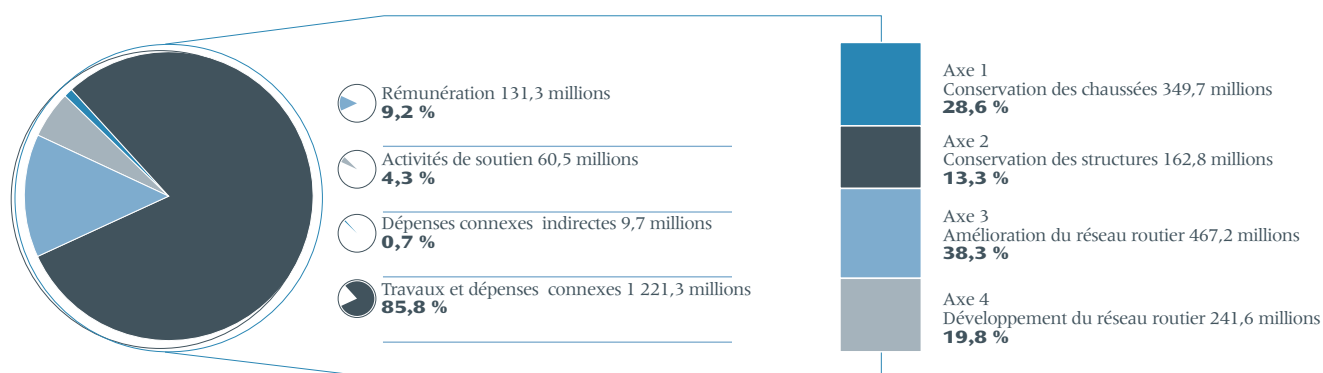 Rémunération 131,3 millions
9,2 %
Activités de soutien 60,5 millions
4,3 %
Dépenses connexes indirectes 9,7 millions
0,7 %
Travaux et dépenses connexes 1 221,3 millions
85,8 %
Axe 1
Conservation des chaussées 349,7 millions
28,6 %
Axe 2
Conservation des structures 162,8 millions
13,3 %
Axe 3
Amélioration du réseau routier 467,2 millions
38,3 %
Axe 4
Développement du réseau routier 241,6 millions
19,8 %